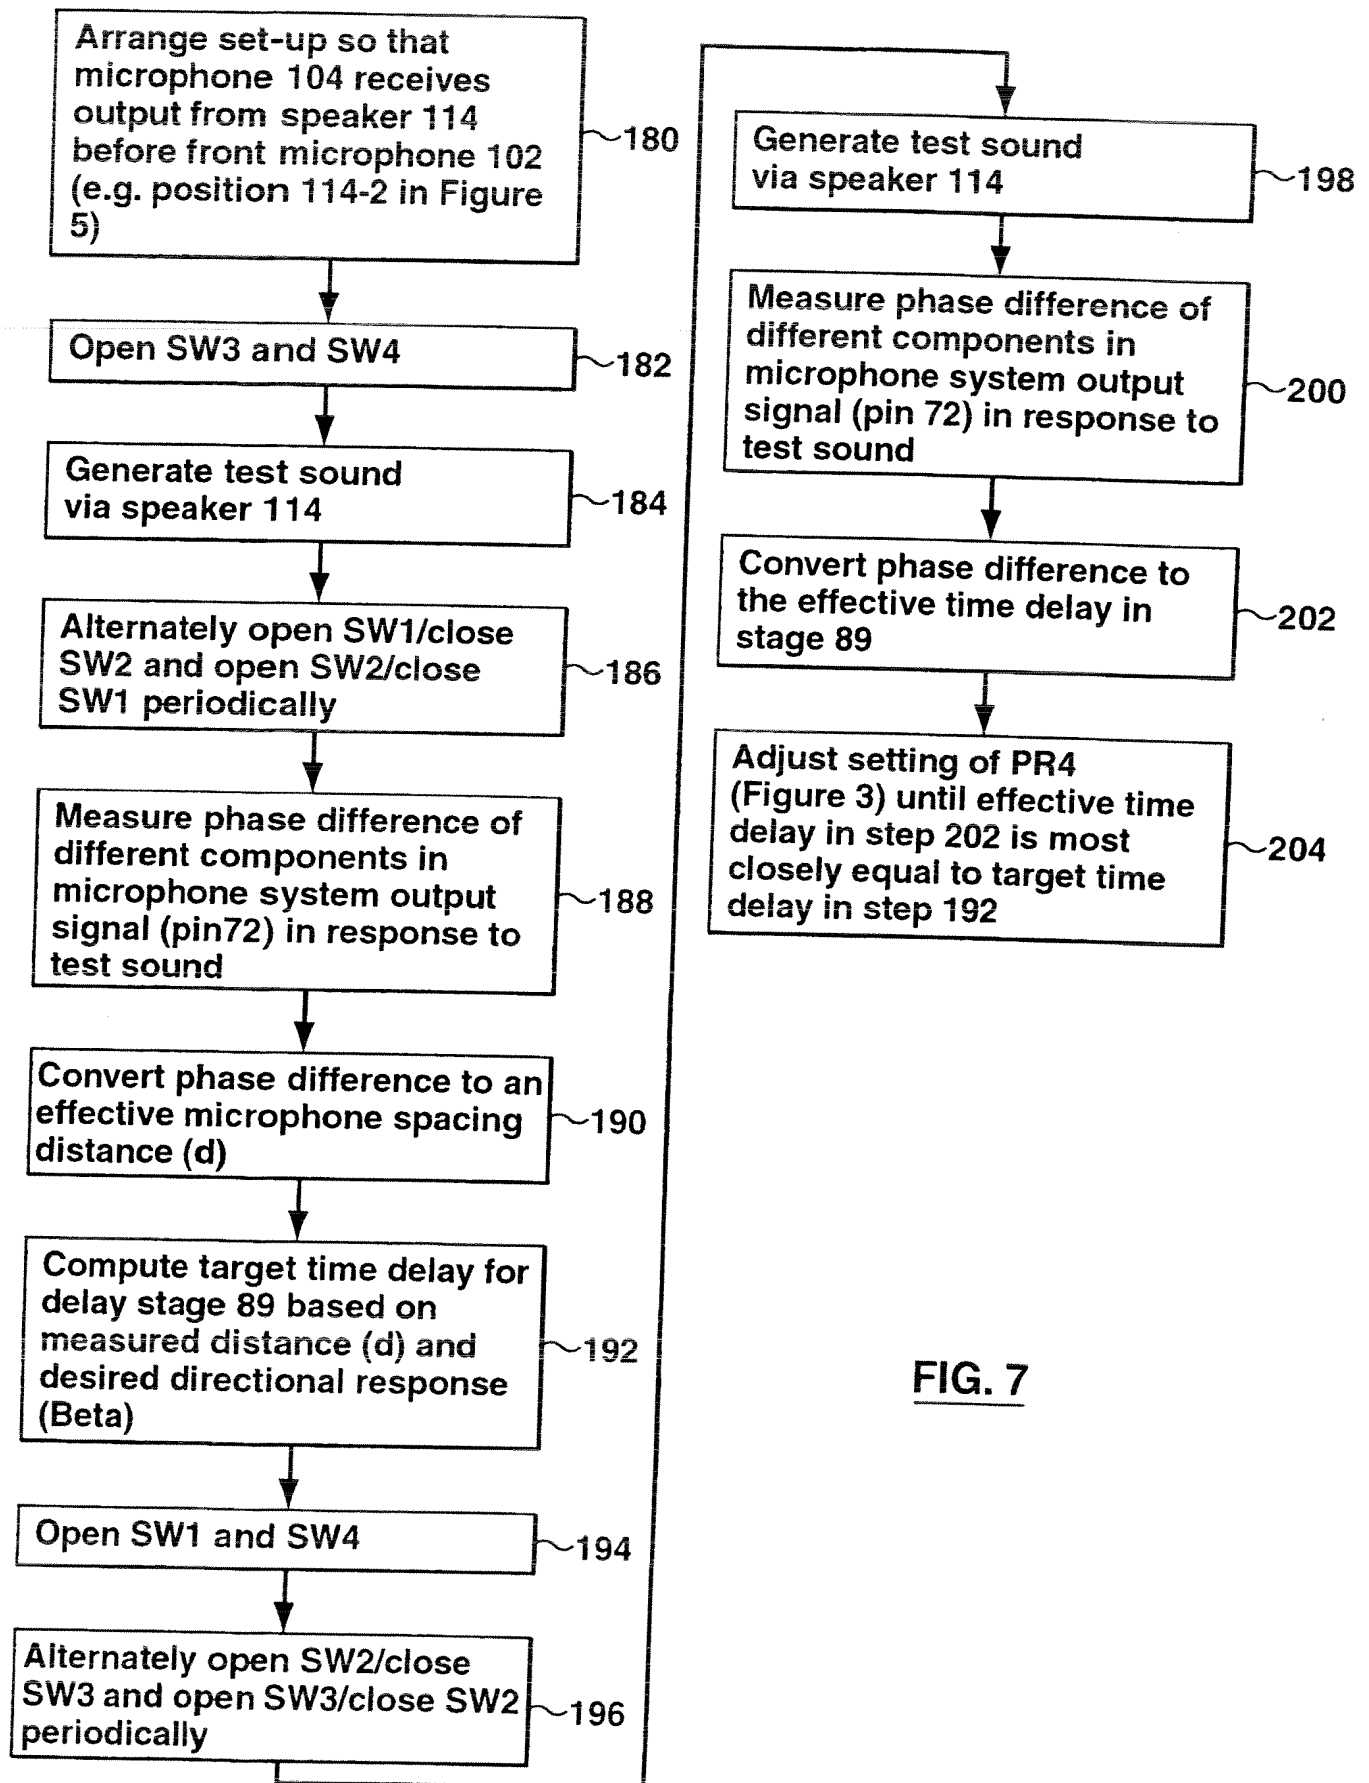 Arrange set-up so that
microphone 104 receives
output from speaker 114
before front microphone 102
(e.g. position 114-2 in Figure
5)
180
Open SW3 and SW4
182
Generate test sound
via speaker 114
184
Alternately open SW1/close
SW2 and open SW2/close
SW1 periodically
186
Measure phase difference of
different components in
microphone system output
signal (pin72) in response to
test sound
188
Convert phase difference to an
effective microphone spacing
distance (d)
190
Compute target time delay for
delay stage 89 based on
measured distance (d) and
desired directional response
(Beta)
192
Open SW1 and SW4
194
Alternately open SW2/close
SW3 and open SW3/close SW2
periodically
196
Generate test sound
via speaker 114
198
Measure phase difference of
different components in
microphone system output
signal (pin 72) in response to
test sound
200
Convert phase difference to
the effective time delay in
stage 89
202
Adjust setting of PR4
(Figure 3) until effective time
delay in step 202 is most
closely equal to target time
delay in step 192
204
FIG. 7